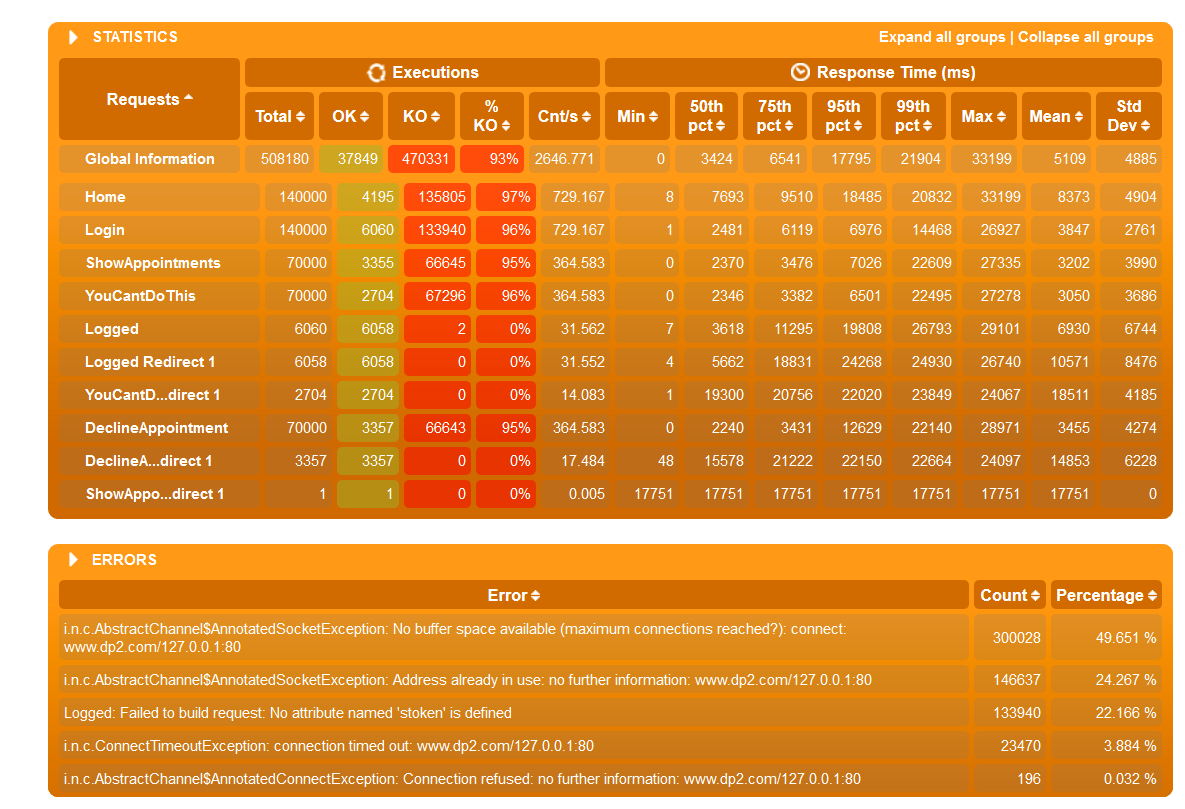 STATISTICS Expand all groups | Collapse all groups
Requests Executions Response Time (ms)
Total OK KO % KO Cnt/s Min 50th pct 75th pct 95th pct 99th pct Max Mean Std Dev
Global Information 508180 37849 470331 93% 2646.771 0 3424 6541 17795 21904 33199 5109 4885
Home 140000 4195 135805 97% 729.167 8 7693 9510 18485 20832 33199 8373 4904
Login 140000 6060 133940 96% 729.167 1 2481 6119 6976 14468 26927 3847 2761
ShowAppointments 70000 3355 66645 95% 364.583 0 2370 3476 7026 22609 27335 3202 3990
YouCantDoThis 70000 2704 67296 96% 364.583 0 2346 3382 6501 22495 27278 3050 3686
Logged 6060 6058 2 0% 31.562 7 3618 11295 19808 26793 29101 6930 6744
Logged Redirect 1 6058 6058 0 0% 31.552 4 5662 18831 24268 24930 26740 10571 8476
YouCantD...direct 1 2704 2704 0 0% 14.083 1 19300 20756 22020 23849 24067 18511 4185
DeclineAppointment 70000 3357 66643 95% 364.583 0 2240 3431 12629 22140 28971 3455 4274
DeclineA...direct 1 3357 3357 0 0% 17.484 48 15578 21222 22150 22664 24097 14853 6228
ShowAppo...direct 1 1 1 0 0% 0.005 17751 17751 17751 17751 17751 17751 17751 0
ERRORS
Error Count Percentage
i.n.c.AbstractChannel$AnnotatedSocketException: No buffer space available (maximum connections reached?): connect:
www.dp2.com/127.0.0.1:80 300028 49.651 %
i.n.c.AbstractChannel$AnnotatedSocketException: Address already in use: no further information: www.dp2.com/127.0.0.1:80 146637 24.267 %
Logged: Failed to build request: No attribute named 'stoken' is defined 133940 22.166 %
i.n.c.ConnectTimeoutException: connection timed out: www.dp2.com/127.0.0.1:80 23470 3.884 %
i.n.c.AbstractChannel$AnnotatedConnectException: Connection refused: no further information: www.dp2.com/127.0.0.1:80 196 0.032 %